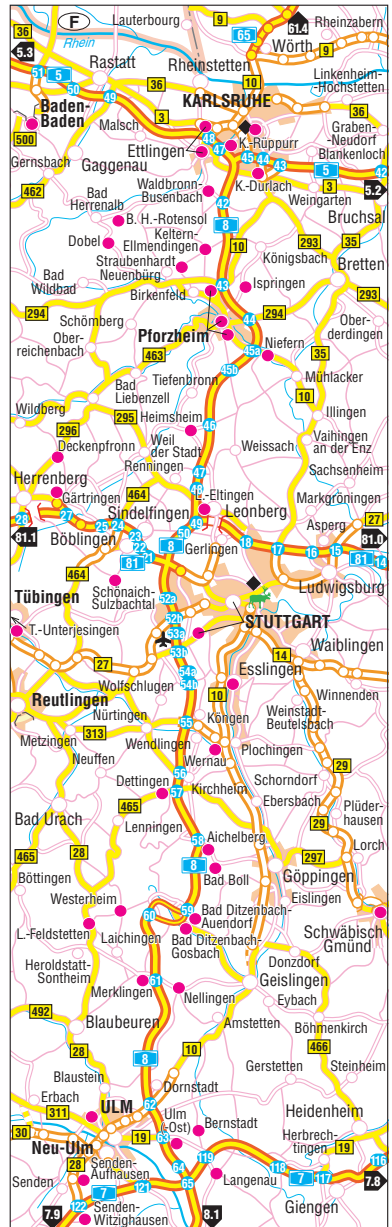 36
F
Lauterbourg
9
61.4
Rheinzabern
5.3
Rhein
65
Wörth
9
51
5
Rastatt
Rheinstetten
50
36
10
Linkenheim-
-Hochstetten
Baden-
Baden
49
KARLSRUHE
3
36
Malsch
48
K.-Rüppurr
Graben-
-Neudorf
500
Ettlingen
47
45
44
43
Blankenloch
5
42
Gernsbach
Gaggenau
K.-Durlach
3
5.2
462
Waldbronn-
Busenbach
42
Weingarten
Bruchsal
Bad
Herrenalb
B. H.-Rotensol
8
Dobel
Keltern-
Ellmendingen
10
293
35
Straubenhardt
Königsbach
Bretten
Bad
Wildbad
Neuenbürg
Ispringen
Birkenfeld
43
293
294
44
294
Schömberg
Ober-
derdingen
Ober-
reichenbach
Pforzheim
463
45a
Niefern
35
45b
Mühlacker
Bad
Liebenzell
Tiefenbronn
10
Illingen
Wildberg
295
Heimsheim
46
296
Weil
der Stadt
Weissach
Vaihingen
an der Enz
Deckenpfronn
Renningen
Sachsenheim
47
Herrenberg
48
L.-Eltingen
Markgröningen
Gärtringen
464
Leonberg
28
27
Sindelfingen
49
Asperg
27
81.1
25
24
50
18
17
16
15
81.0
Böblingen
23
8
Gerlingen
22
81
21
81
14
464
Ludwigsburg
Schönaich-
Sulzbachtal
52a
Tübingen
52b
STUTTGART
T.-Unterjesingen
53a
Waiblingen
53b
14
27
54a
Esslingen
Wolfschlugen
54b
Winnenden
Reutlingen
10
Nürtingen
Köngen
Weinstadt-
Beutelsbach
313
55
Metzingen
Wendlingen
Plochingen
29
Neuffen
Wernau
56
Schorndorf
Dettingen
57
Kirchheim
Ebersbach
Plüder-
hausen
Bad Urach
465
29
Lenningen
58
Aichelberg
Lorch
465
28
8
297
Böttingen
Bad Boll
Göppingen
Eislingen
Westerheim
60
59
Bad Ditzenbach-
Auendorf
Schwäbisch
Gmünd
L.-Feldstetten
Laichingen
Bad Ditzenbach-
Gosbach
Heroldstatt-
Sontheim
Donzdorf
61
Geislingen
Merklingen
Nellingen
Eybach
492
Amstetten
Böhmenkirch
Blaubeuren
466
28
8
10
Gerstetten
Steinheim
Blaustein
Dornstadt
Erbach
ULM
62
Heidenheim
311
Ulm
(-Ost)
Bernstadt
30
19
Herbrech-
tingen
Neu-Ulm
63
19
28
Senden-
Aufhausen
119
116
64
118
7
117
Senden
7
121
65
Langenau
7.8
122
Senden-
Witzighausen
7.9
8.1
Giengen